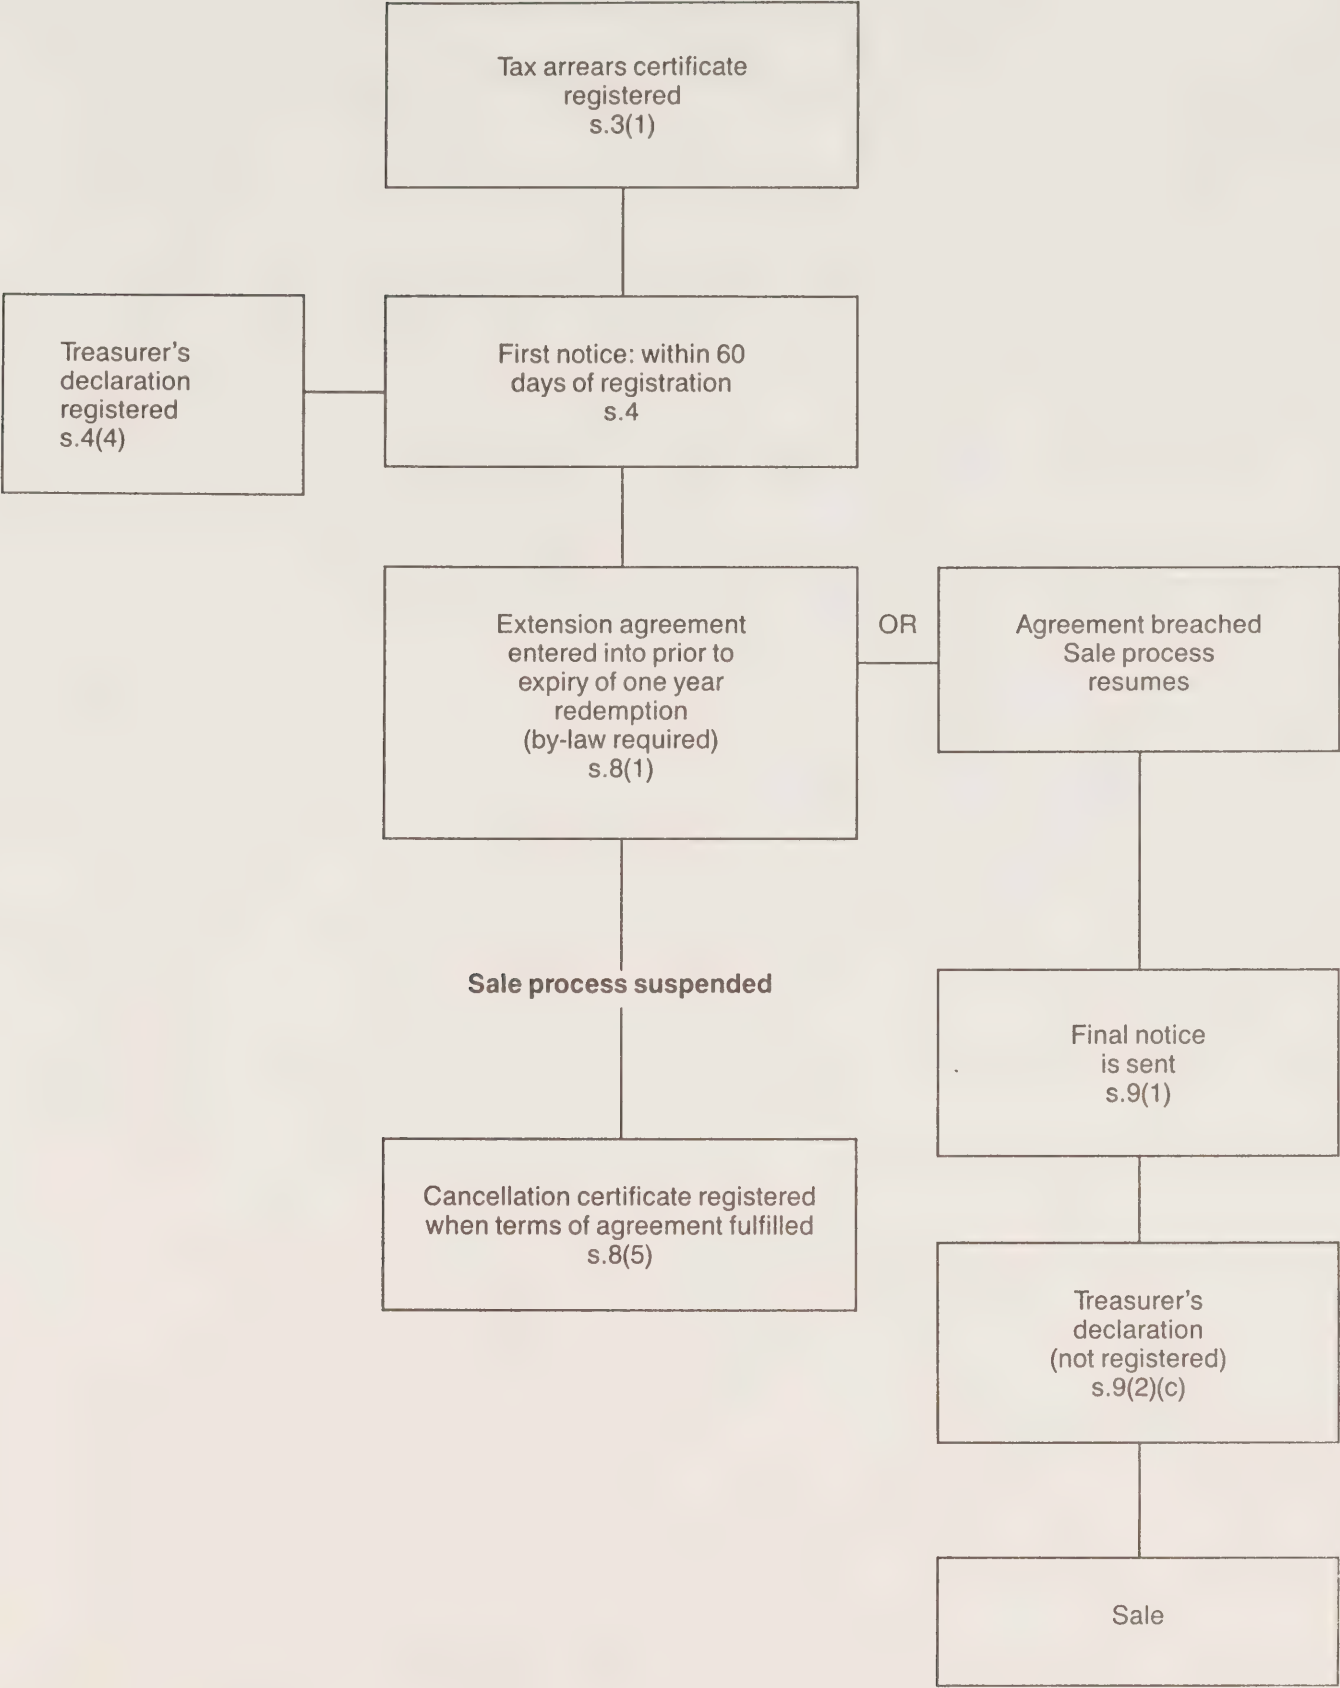 Tax arrears certificate
registered
s.3(1)
Treasurer's
declaration
registered
s.4(4)
First notice: within 60
days of registration
s.4
Extension agreement
entered into prior to
expiry of one year
redemption
(by-law required)
s.8(1)
OR
Agreement breached
Sale process
resumes
Sale process suspended
Final notice
is sent
s.9(1)
Cancellation certificate registered
when terms of agreement fulfilled
s.8(5)
Treasurer's
declaration
(not registered)
s.9(2)(c)
Sale